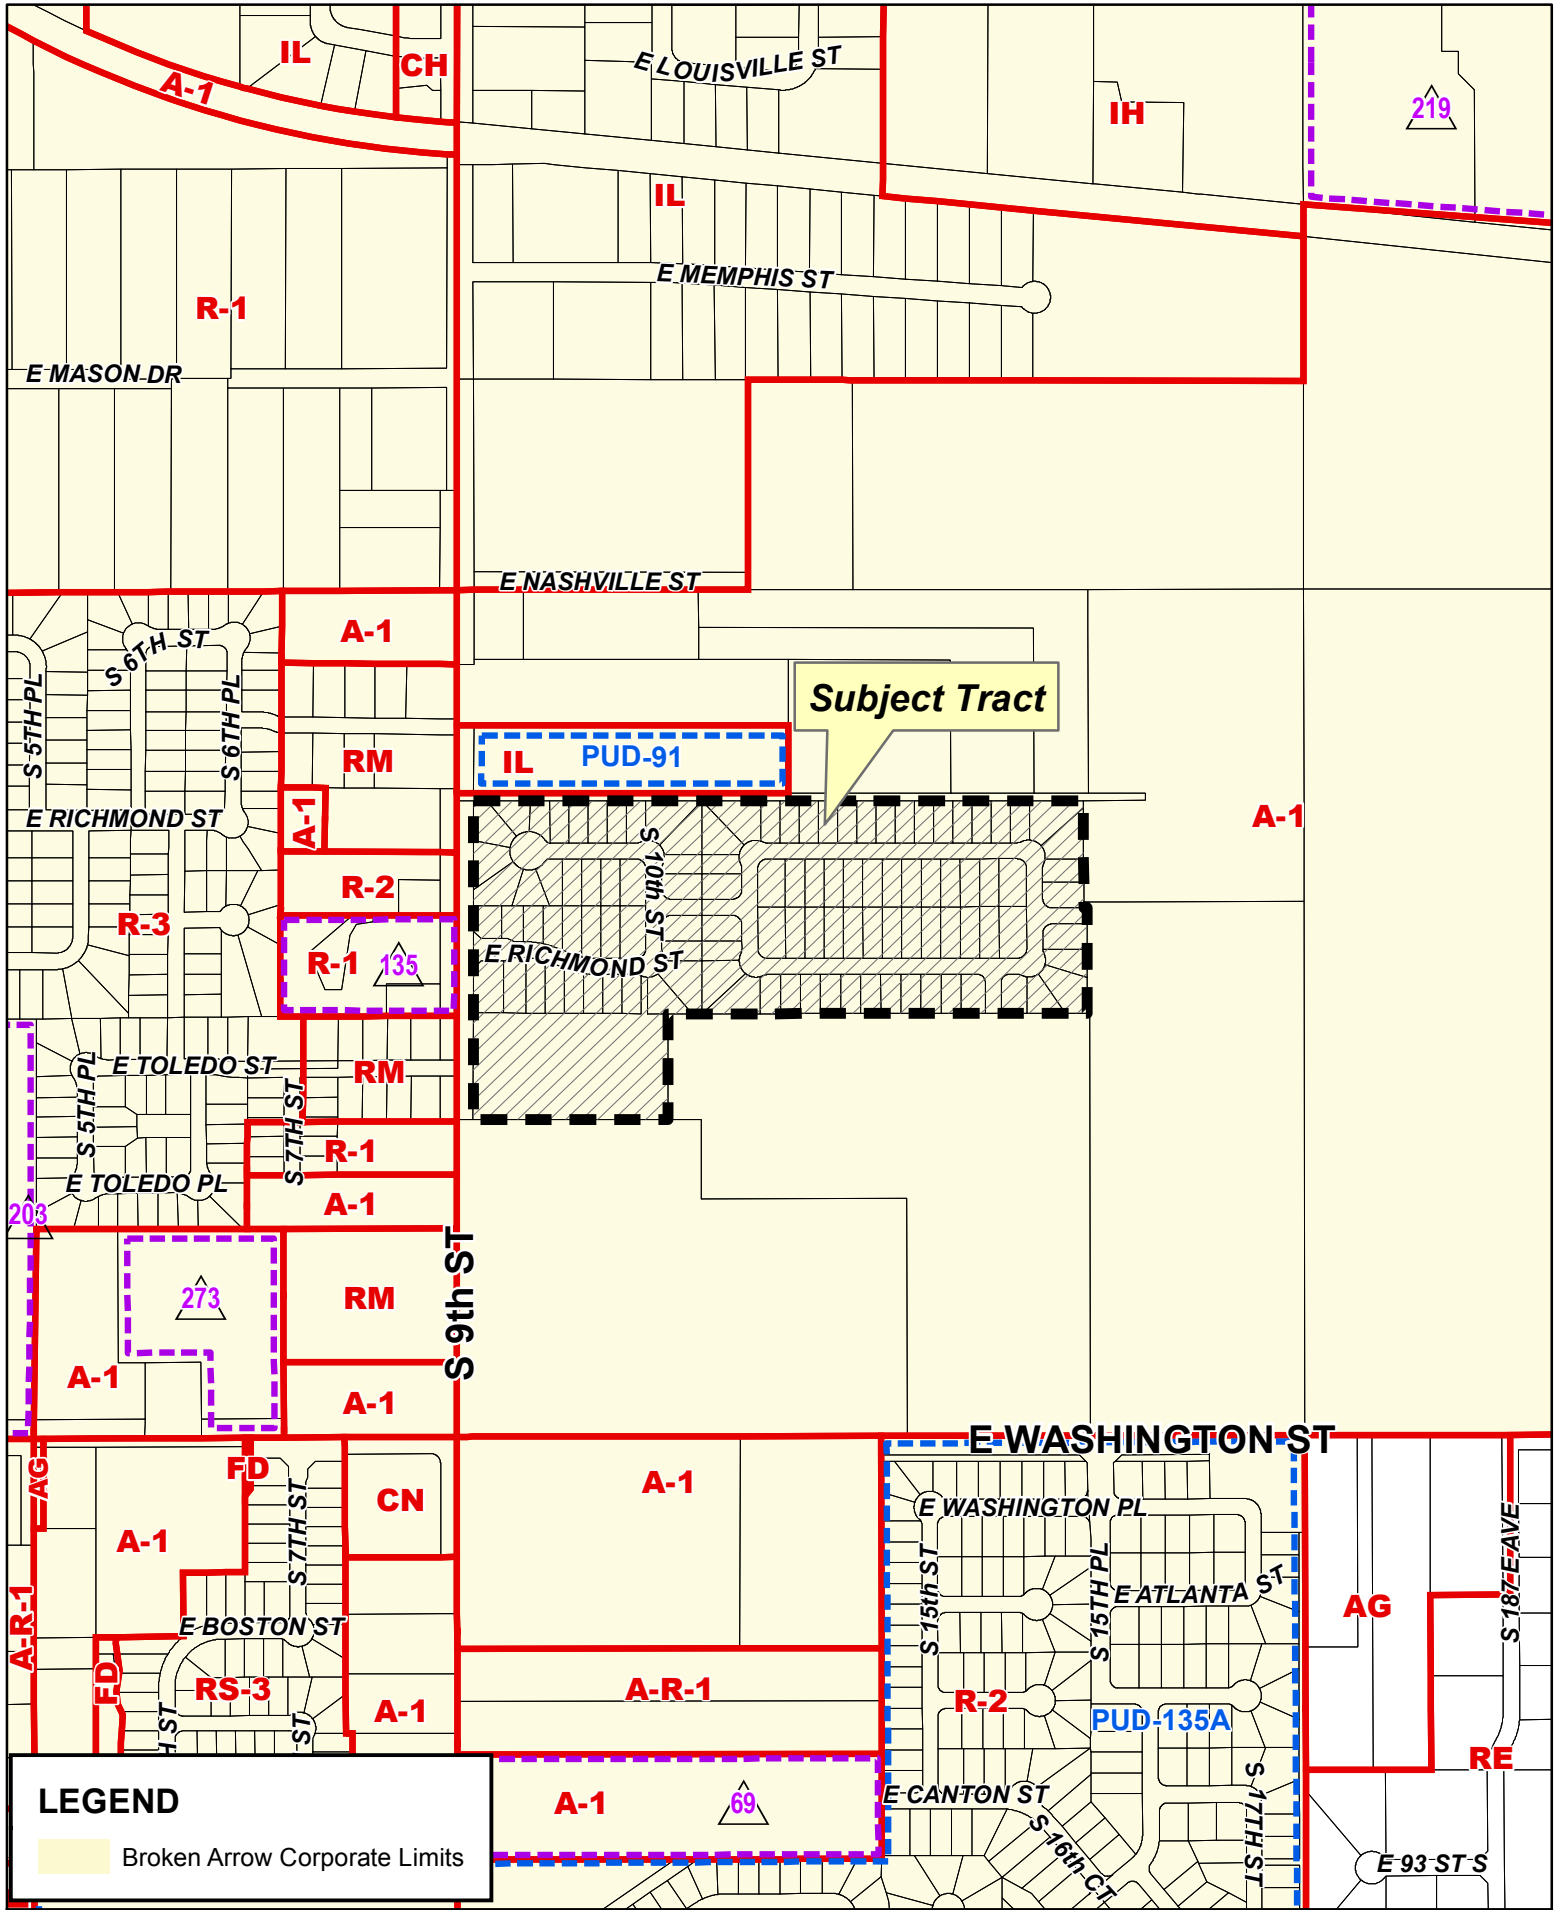 IL
CH
E LOUISVILLE ST
A-1
IH
219
IL
E MEMPHIS ST
R-1
E MASON DR
E NASHVILLE ST
A-1
S 6TH ST
S 5TH PL
S 6TH PL
Subject Tract
RM
IL
PUD-91
E RICHMOND ST
A-1
A-1
S 10th ST
R-2
R-3
R-1
135
E RICHMOND ST
E TOLEDO ST
RM
S 5TH PL
S 7TH ST
R-1
E TOLEDO PL
A-1
203
S 9th ST
273
RM
A-1
A-1
E WASHINGTON ST
AG
FD
A-1
CN
S 7TH ST
A-1
E WASHINGTON PL
S 187 E AVE
S 15th ST
S 15TH PL
E ATLANTA ST
AG
A-R-1
E BOSTON ST
FD
RS-3
A-R-1
R-2
A-1
PUD-135A
H ST
ST
RE
A-1
69
E CANTON ST
S 16th CT
S 17TH ST
E 93 ST S
LEGEND
Broken Arrow Corporate Limits